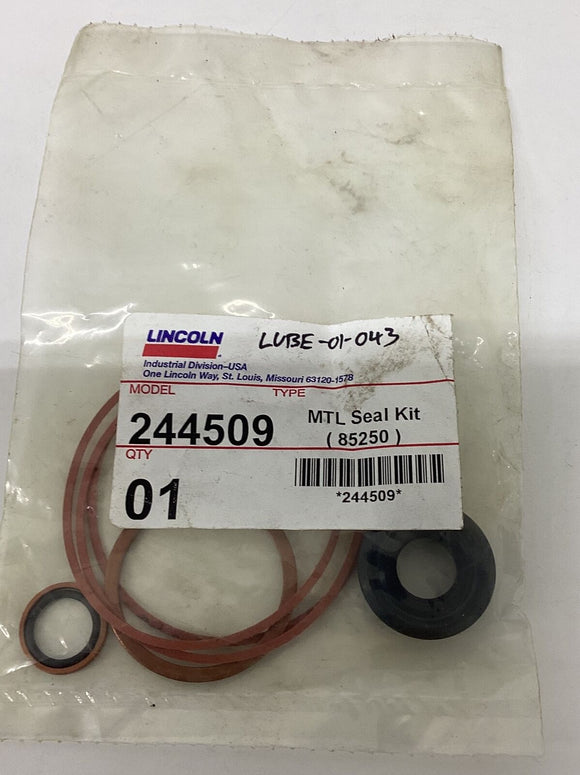 LINCOLN
LUBE-01-043
Industrial Division-USA
One Lincoln Way, St. Louis, Missouri 63120-1578
MODEL TYPE
244509 MTL Seal Kit
( 85250 )
QTY
01
*244509*